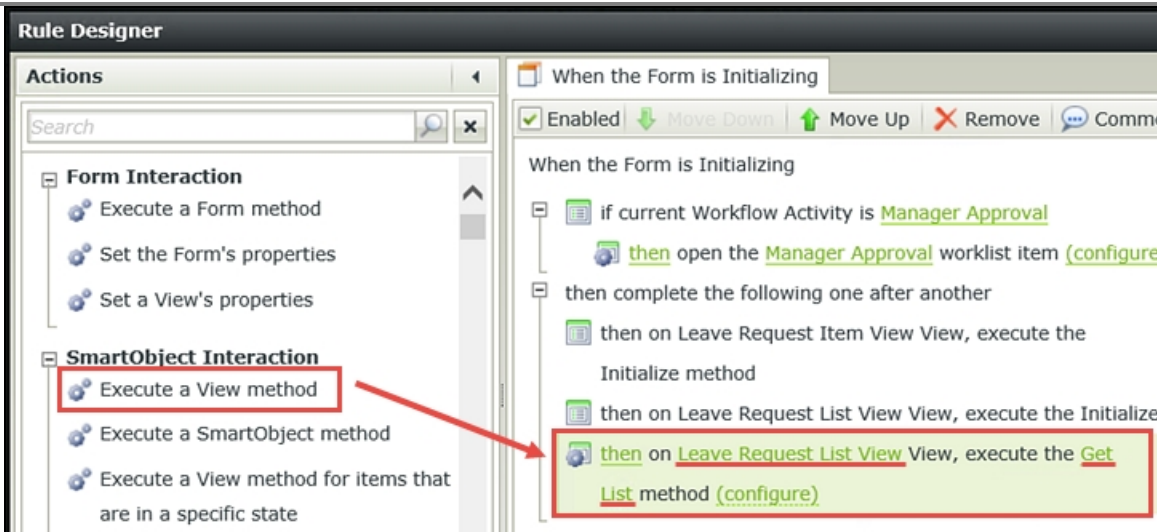 Rule Designer
Actions
Search
Form Interaction
Execute a Form method
Set the Form's properties
Set a View's properties
SmartObject Interaction
Execute a View method
Execute a SmartObject method
Execute a View method for items that
are in a specific state
When the Form is Initializing
Enabled Move Down Move Up Remove Comme
When the Form is Initializing
if current Workflow Activity is Manager Approval
then open the Manager Approval worklist item (configure
then complete the following one after another
then on Leave Request Item View View, execute the
Initialize method
then on Leave Request List View View, execute the Initialize
then on Leave Request List View View, execute the Get
List method (configure)